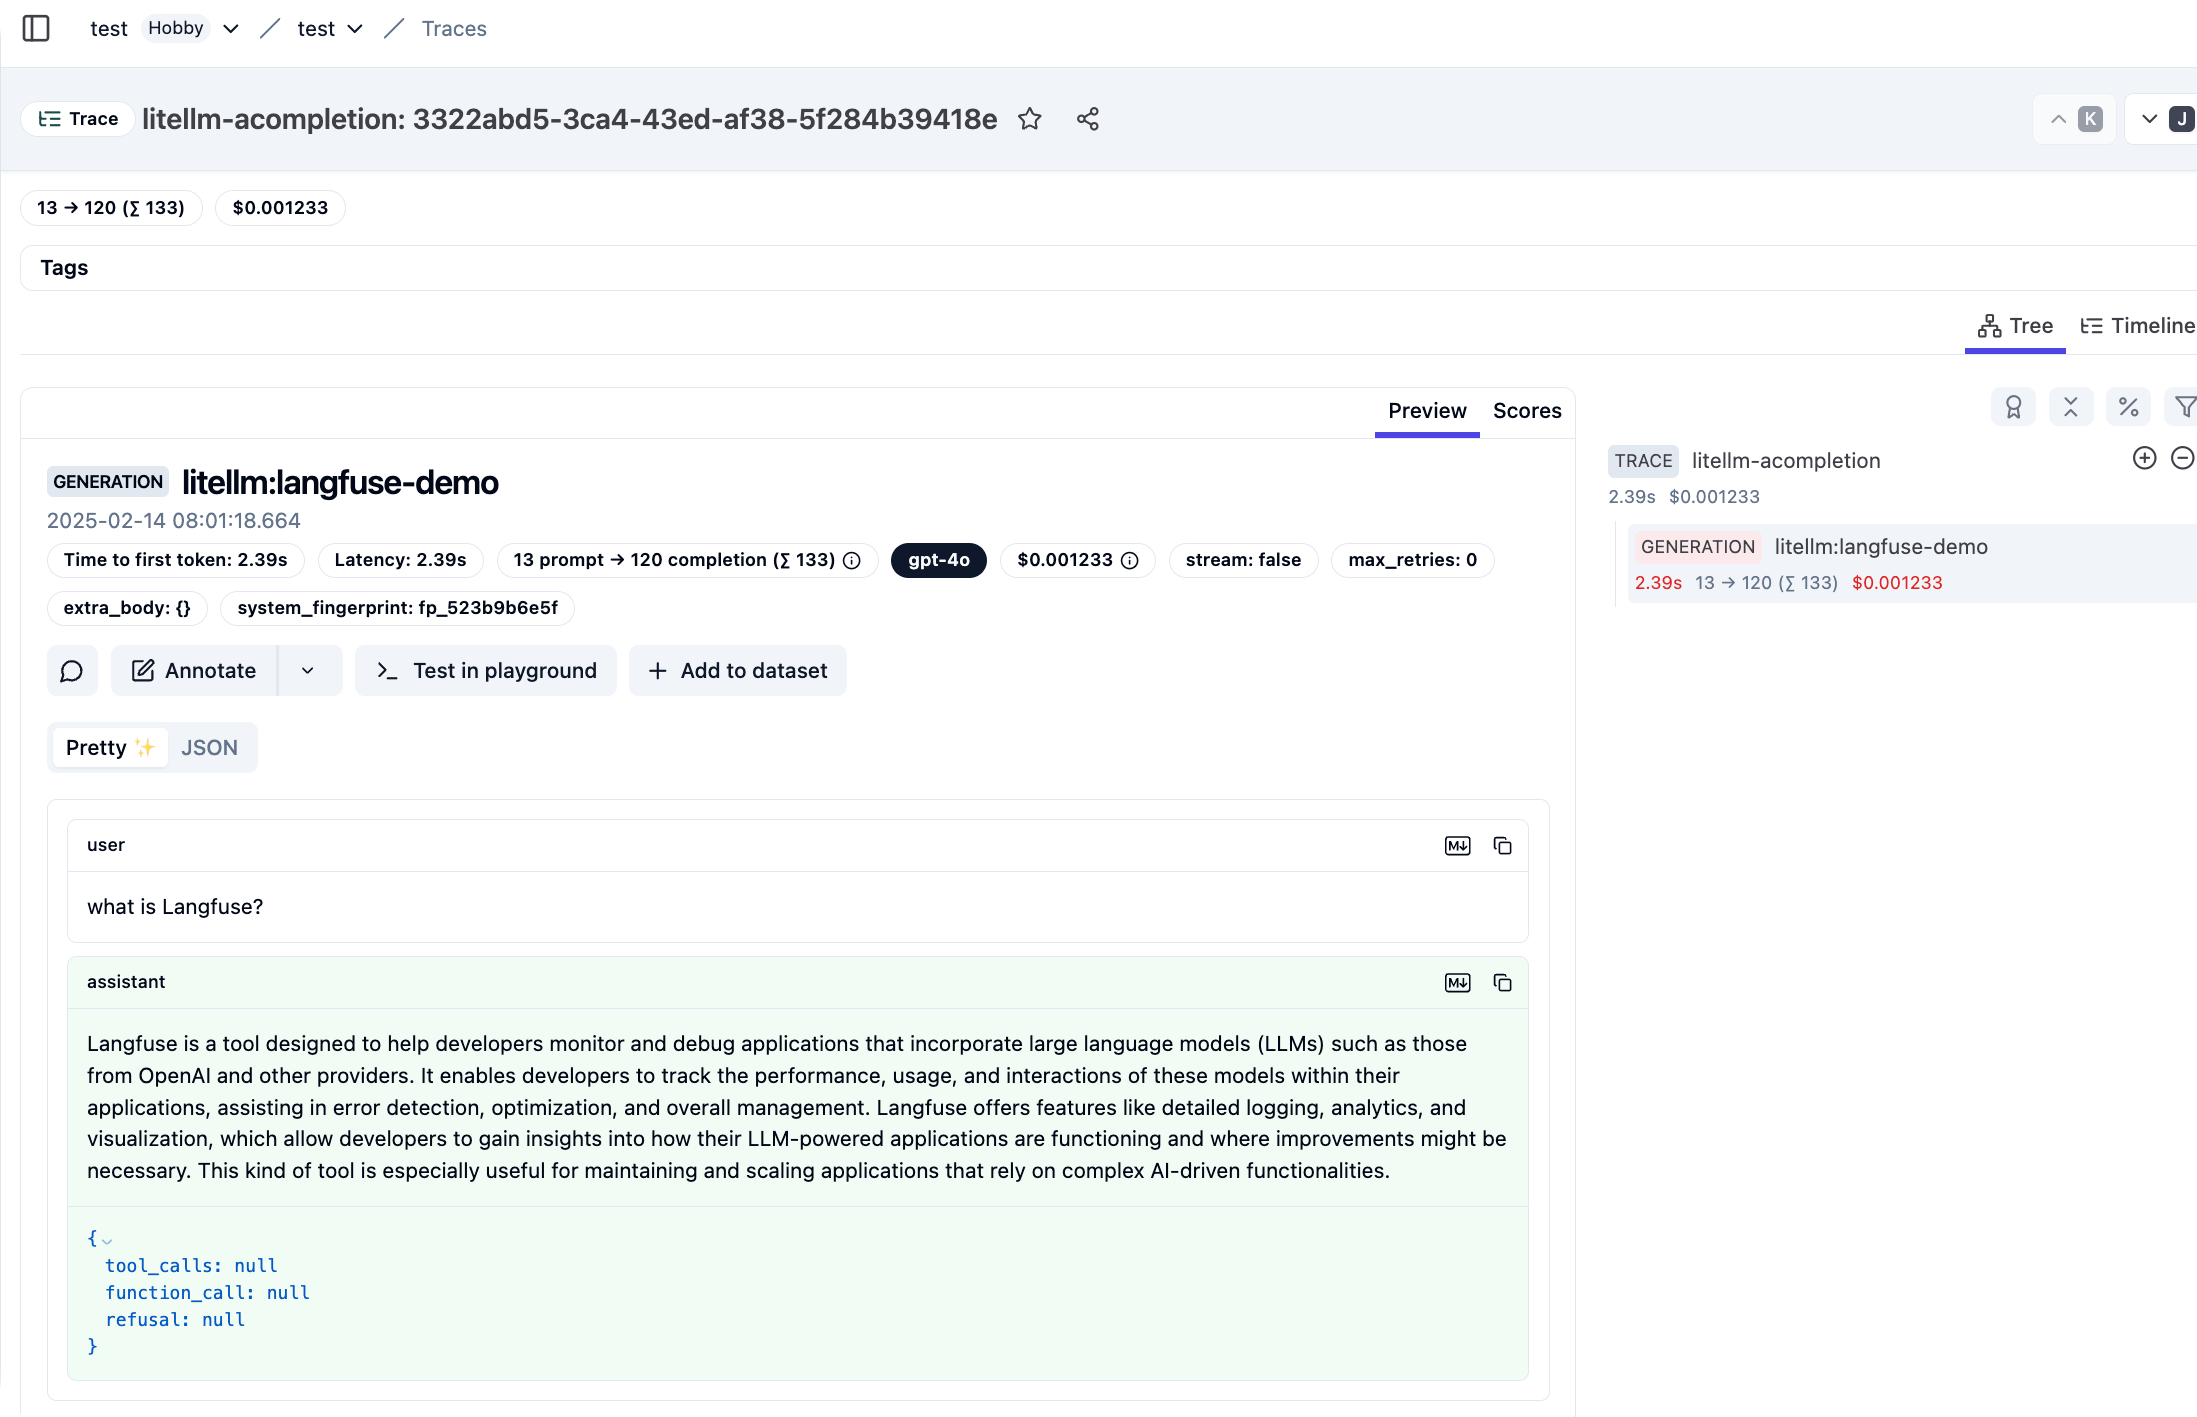 test Hobby / test / Traces
Trace litellm-acompletion: 3322abd5-3ca4-43ed-af38-5f284b39418e K J
13 → 120 (∑ 133) $0.001233
Tags
Tree Timeline
Preview Scores
GENERATION litellm:langfuse-demo
2025-02-14 08:01:18.664
Time to first token: 2.39s Latency: 2.39s 13 prompt → 120 completion (∑ 133) gpt-4o $0.001233 stream: false max_retries: 0
extra_body: {} system_fingerprint: fp_523b9b6e5f
Annotate >_ Test in playground + Add to dataset
Pretty ✨ JSON
user M↓
what is Langfuse?
assistant M↓
Langfuse is a tool designed to help developers monitor and debug applications that incorporate large language models (LLMs) such as those
from OpenAI and other providers. It enables developers to track the performance, usage, and interactions of these models within their
applications, assisting in error detection, optimization, and overall management. Langfuse offers features like detailed logging, analytics, and
visualization, which allow developers to gain insights into how their LLM-powered applications are functioning and where improvements might be
necessary. This kind of tool is especially useful for maintaining and scaling applications that rely on complex AI-driven functionalities.
{
tool_calls: null
function_call: null
refusal: null
}
%
TRACE litellm-acompletion
2.39s $0.001233
GENERATION litellm:langfuse-demo
2.39s 13 → 120 (∑ 133) $0.001233